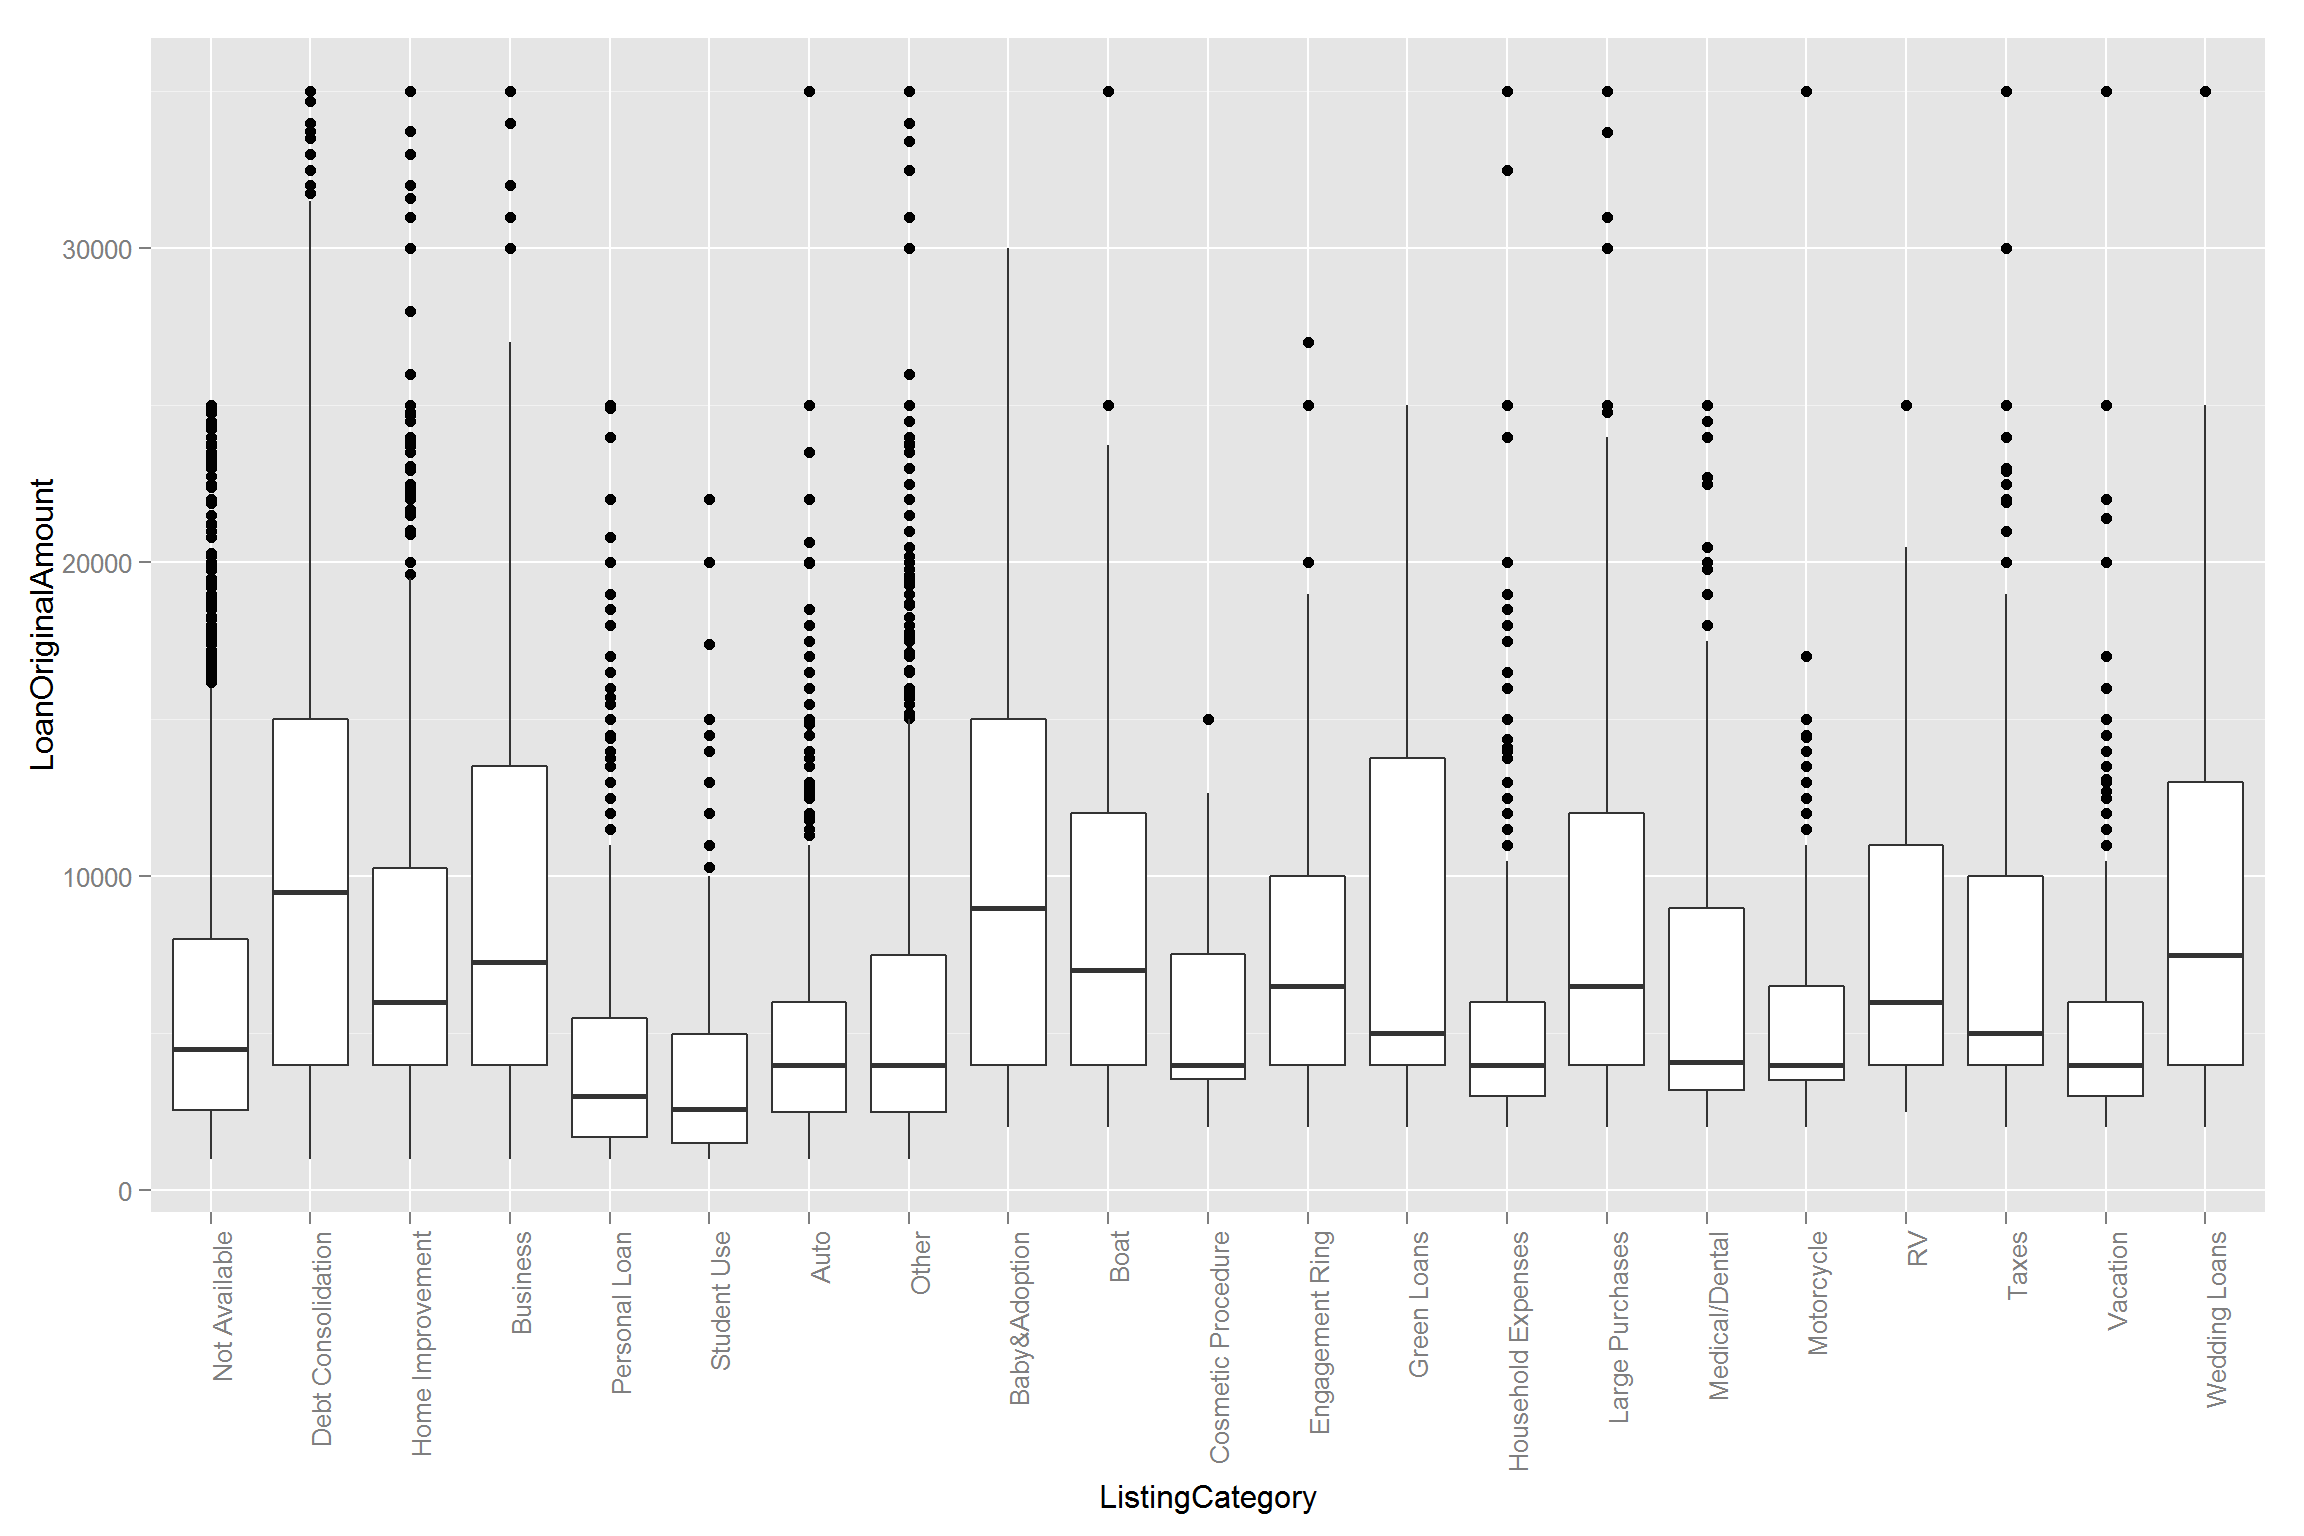 LoanOriginalAmount
30000
20000
10000
0
Not Available
Debt Consolidation
Home Improvement
Business
Personal Loan
Student Use
Auto
Other
Baby&Adoption
Boat
Cosmetic Procedure
Engagement Ring
Green Loans
Household Expenses
Large Purchases
Medical/Dental
Motorcycle
RV
Taxes
Vacation
Wedding Loans
ListingCategory